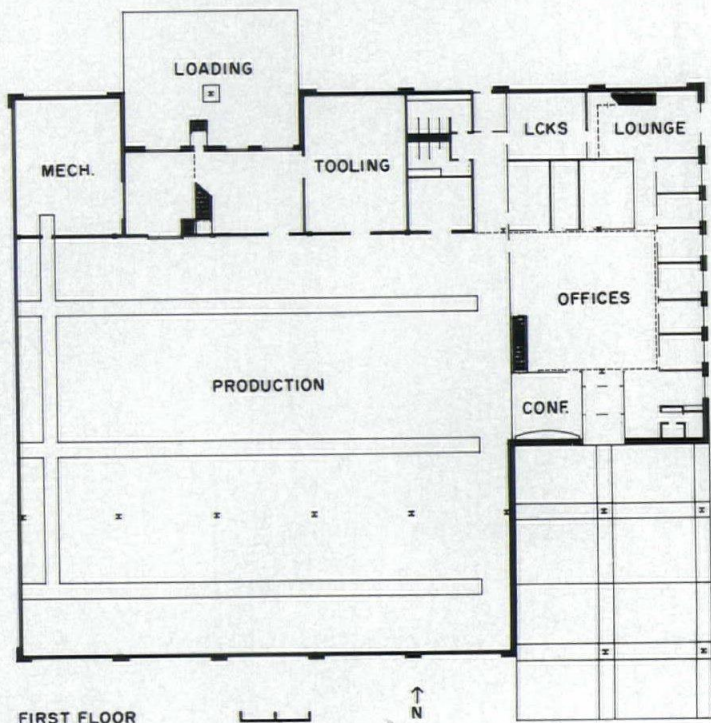 LOADING
LCKS
LOUNGE
MECH.
TOOLING
OFFICES
PRODUCTION
CONF.
FIRST FLOOR
N